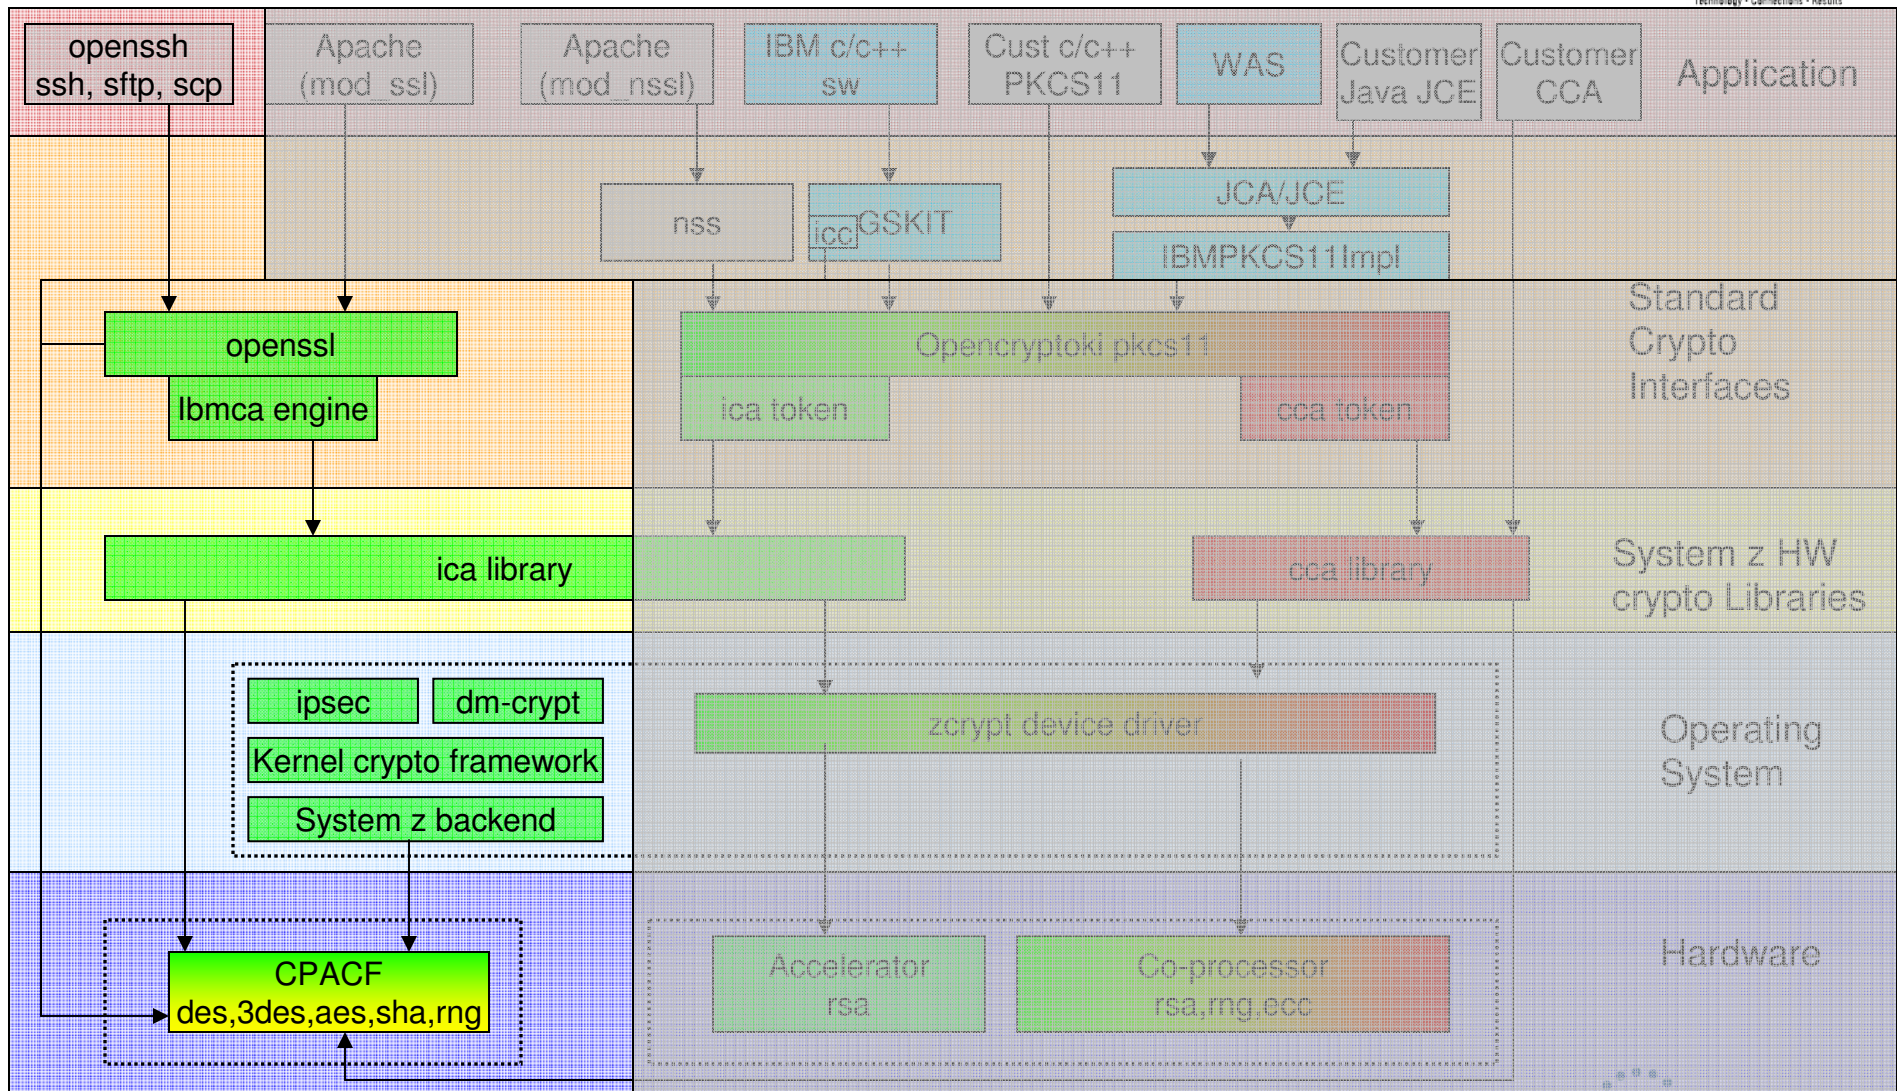 Technology • Connections • Results
openssh
ssh, sftp, scp
Apache
(mod_ssl)
Apache
(mod_nssl)
IBM c/c++
sw
Cust c/c++
PKCS11
WAS
Customer
Java JCE
Customer
CCA
Application
nss
icc
GSKIT
JCA/JCE
IBMPKCS11Impl
Standard
Crypto
Interfaces
openssl
Ibmca engine
Opencryptoki pkcs11
ica token
cca token
ica library
cca library
System z HW
crypto Libraries
ipsec
dm-crypt
Kernel crypto framework
System z backend
zcrypt device driver
Operating
System
CPACF
des,3des,aes,sha,rng
Accelerator
rsa
Co-processor
rsa,rng,ecc
Hardware